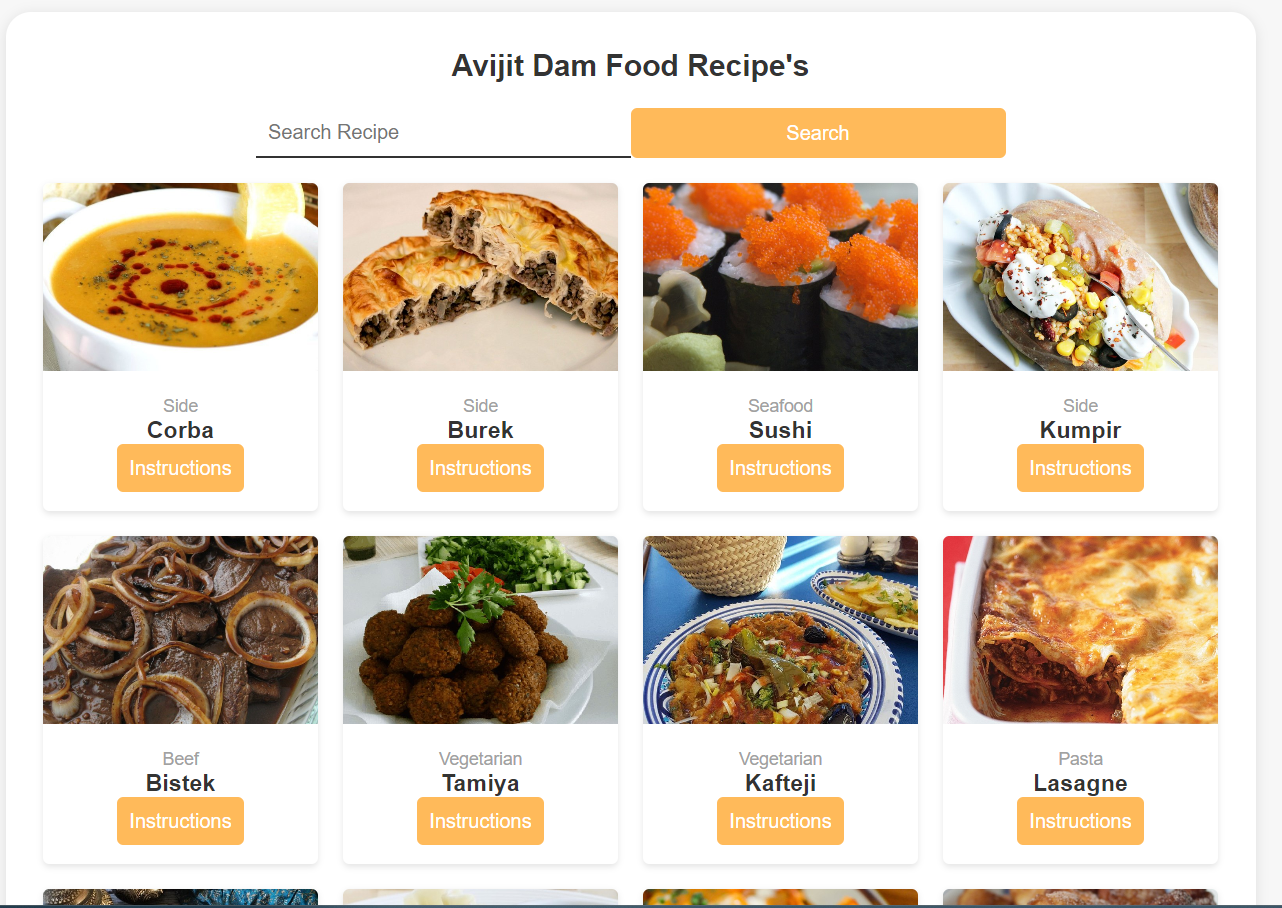 Avijit Dam Food Recipe's
Search Recipe
Search
Side
Corba
Instructions
Side
Burek
Instructions
Seafood
Sushi
Instructions
Side
Kumpir
Instructions
Beef
Bistek
Instructions
Vegetarian
Tamiya
Instructions
Vegetarian
Kafteji
Instructions
Pasta
Lasagne
Instructions